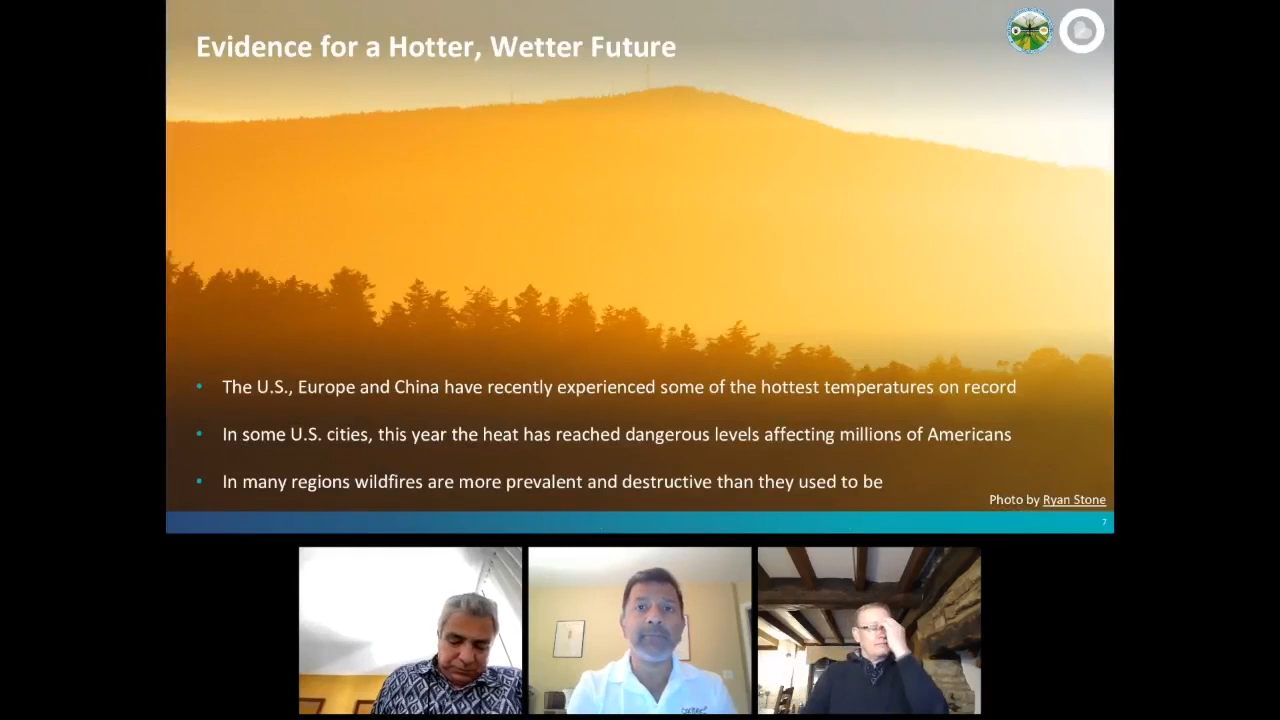 Evidence for a Hotter, Wetter Future
• The U.S., Europe and China have recently experienced some of the hottest temperatures on record
• In some U.S. cities, this year the heat has reached dangerous levels affecting millions of Americans
• In many regions wildfires are more prevalent and destructive than they used to be
Photo by Ryan Stone
7